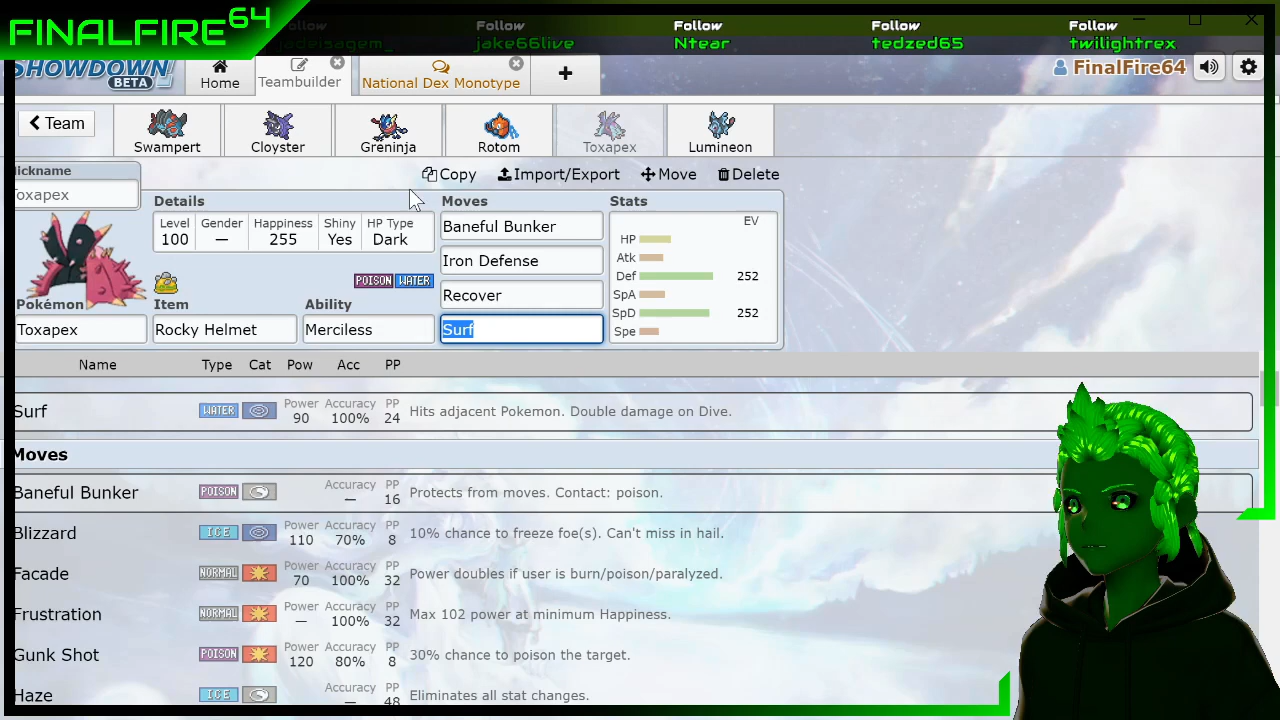 FINALFIRE64
Follow Follow Follow Follow
jake66live Ntear tedzed65 twilightrex
SHOWDOWN
BETA
Home
Teambuilder
National Dex Monotype
+
FinalFire64
Team
Swampert
Cloyster
Greninja
Rotom
Toxapex
Lumineon
ickname
oxapex
Copy Import/Export Move Delete
Details
Level Gender Happiness Shiny HP Type
100 — 255 Yes Dark
POISON WATER
Pokémon Item Ability
Toxapex Rocky Helmet Merciless
Moves
Baneful Bunker
Iron Defense
Recover
Surf
Stats
EV
HP
Atk
Def 252
SpA
SpD 252
Spe
Name Type Cat Pow Acc PP
Surf WATER Power 90 Accuracy 100% PP 24 Hits adjacent Pokemon. Double damage on Dive.
Moves
Baneful Bunker POISON Accuracy — PP 16 Protects from moves. Contact: poison.
Blizzard ICE Power 110 Accuracy 70% PP 8 10% chance to freeze foe(s). Can't miss in hail.
Facade NORMAL Power 70 Accuracy 100% PP 32 Power doubles if user is burn/poison/paralyzed.
Frustration NORMAL Power — Accuracy 100% PP 32 Max 102 power at minimum Happiness.
Gunk Shot POISON Power 120 Accuracy 80% PP 8 30% chance to poison the target.
Haze ICE Accuracy — PP 48 Eliminates all stat changes.